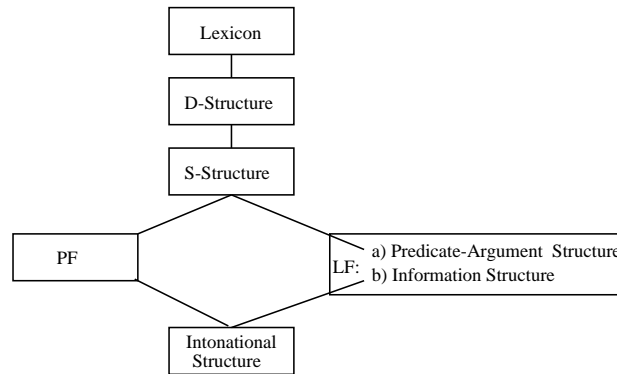 Lexicon
D-Structure
S-Structure
PF
LF:
a) Predicate-Argument Structure
b) Information Structure
Intonational
Structure